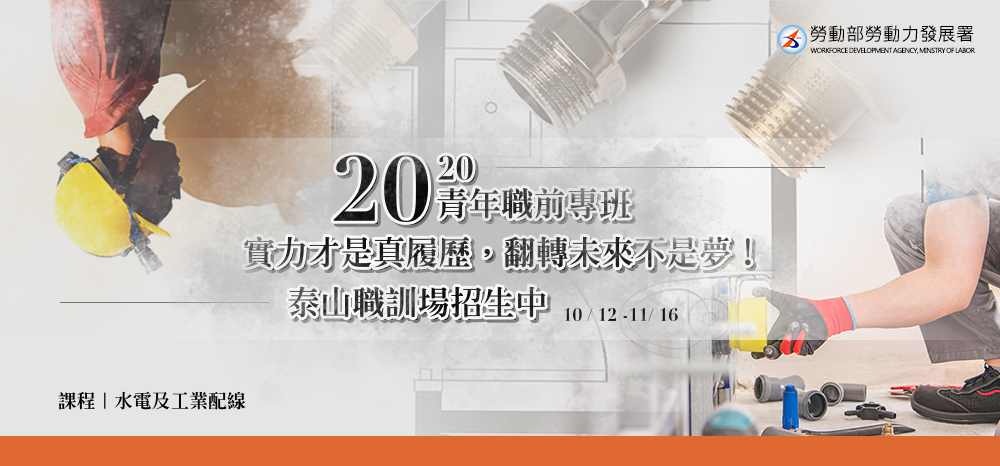 勞動部勞動力發展署
WORKFORCE DEVELOPMENT AGENCY, MINISTRY OF LABOR
2020
青年職前專班
實力才是真履歷，翻轉未來不是夢！
泰山職訓場招生中 10 / 12 -11/ 16
課程｜水電及工業配線